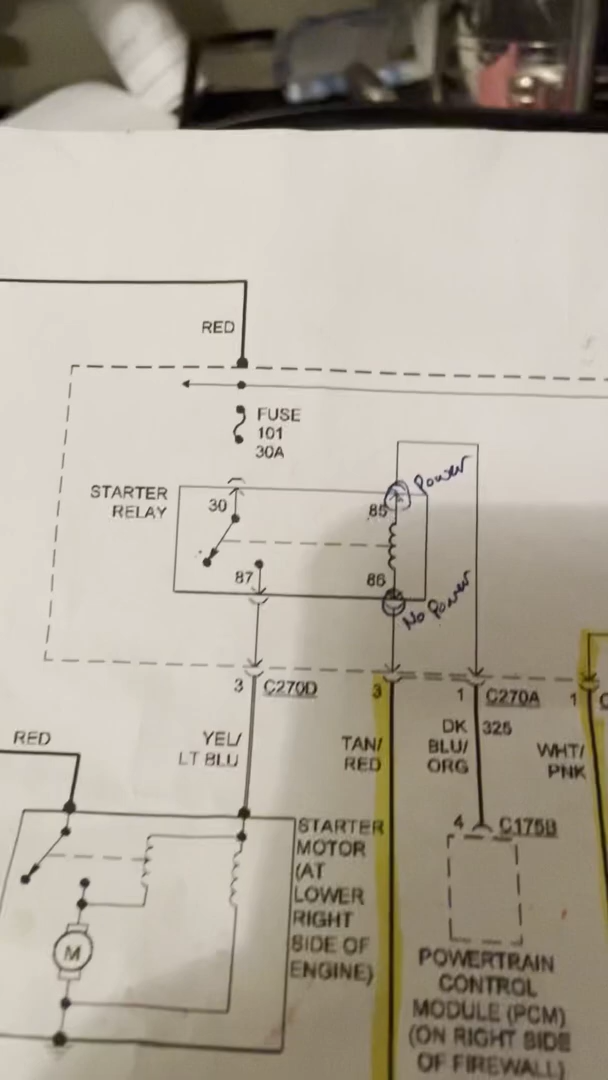 RED
FUSE
101
30A
STARTER
RELAY
30
85
Power
87
86
No Power
3 C270D
3
1 C270A
1
RED
YEL/
LT BLU
TAN/
RED
DK 325
BLU/
ORG
WHT/
PNK
4 C175B
STARTER
MOTOR
(AT
LOWER
RIGHT
SIDE OF
ENGINE)
M
POWERTRAIN
CONTROL
MODULE (PCM)
(ON RIGHT SIDE
OF FIREWALL)